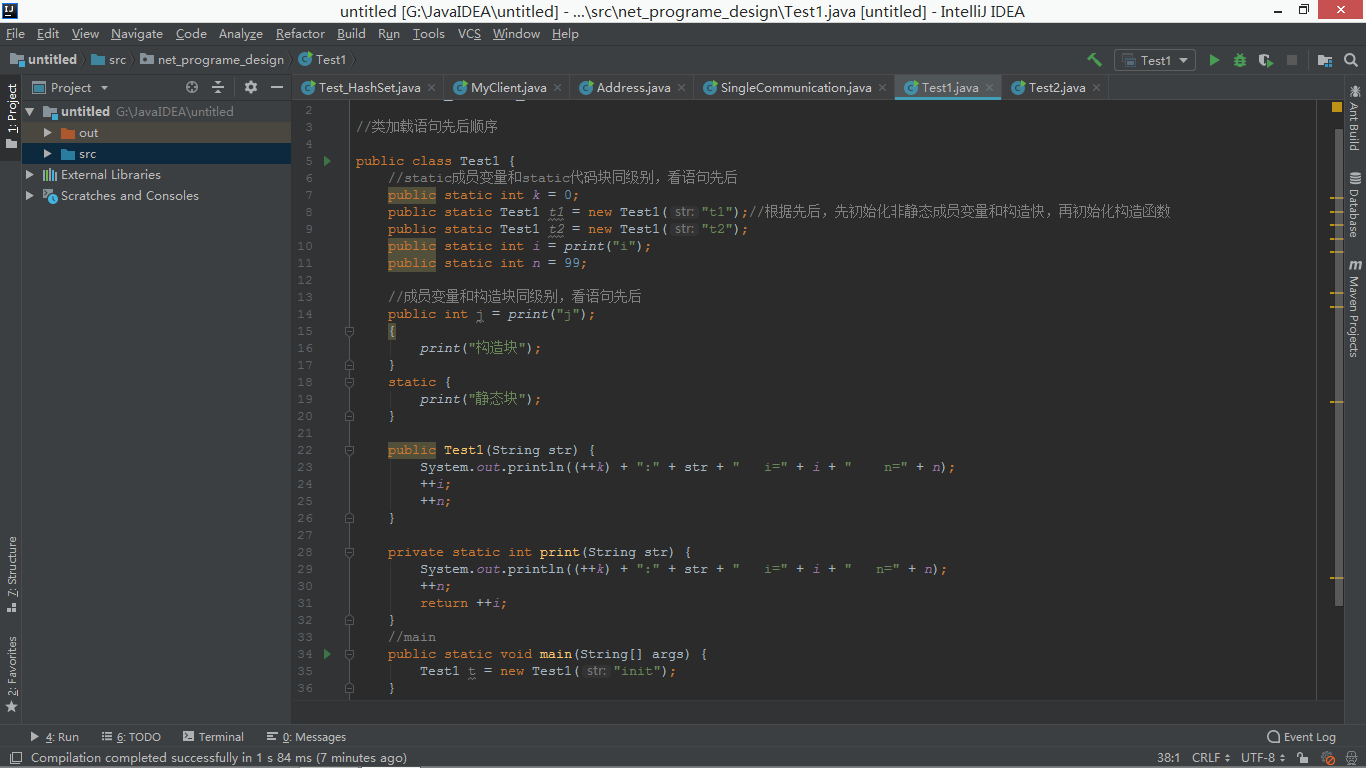 untitled [G:\JavaIDEA\untitled] - ...\src\net_programe_design\Test1.java [untitled] - IntelliJ IDEA
File Edit View Navigate Code Analyze Refactor Build Run Tools VCS Window Help
untitled src net_programe_design Test1
Test1
Project
Test_HashSet.java MyClient.java Address.java SingleCommunication.java Test1.java Test2.java
1: Project
7: Structure
2: Favorites
untitled G:\JavaIDEA\untitled
out
src
External Libraries
Scratches and Consoles
2
3 //类加载语句先后顺序
4
5 public class Test1 {
6 //static成员变量和static代码块同级别，看语句先后
7 public static int k = 0;
8 public static Test1 t1 = new Test1( str: "t1");//根据先后，先初始化非静态成员变量和构造快，再初始化构造函数
9 public static Test1 t2 = new Test1( str: "t2");
10 public static int i = print("i");
11 public static int n = 99;
12
13 //成员变量和构造块同级别，看语句先后
14 public int j = print("j");
15 {
16 print("构造块");
17 }
18 static {
19 print("静态块");
20 }
21
22 public Test1(String str) {
23 System.out.println((++k) + ":" + str + "   i=" + i + "    n=" + n);
24 ++i;
25 ++n;
26 }
27
28 private static int print(String str) {
29 System.out.println((++k) + ":" + str + "   i=" + i + "   n=" + n);
30 ++n;
31 return ++i;
32 }
33 //main
34 public static void main(String[] args) {
35 Test1 t = new Test1( str: "init");
36 }
Ant Build
Database
Maven Projects
4: Run 6: TODO Terminal 0: Messages Event Log
Compilation completed successfully in 1 s 84 ms (7 minutes ago) 38:1 CRLF UTF-8